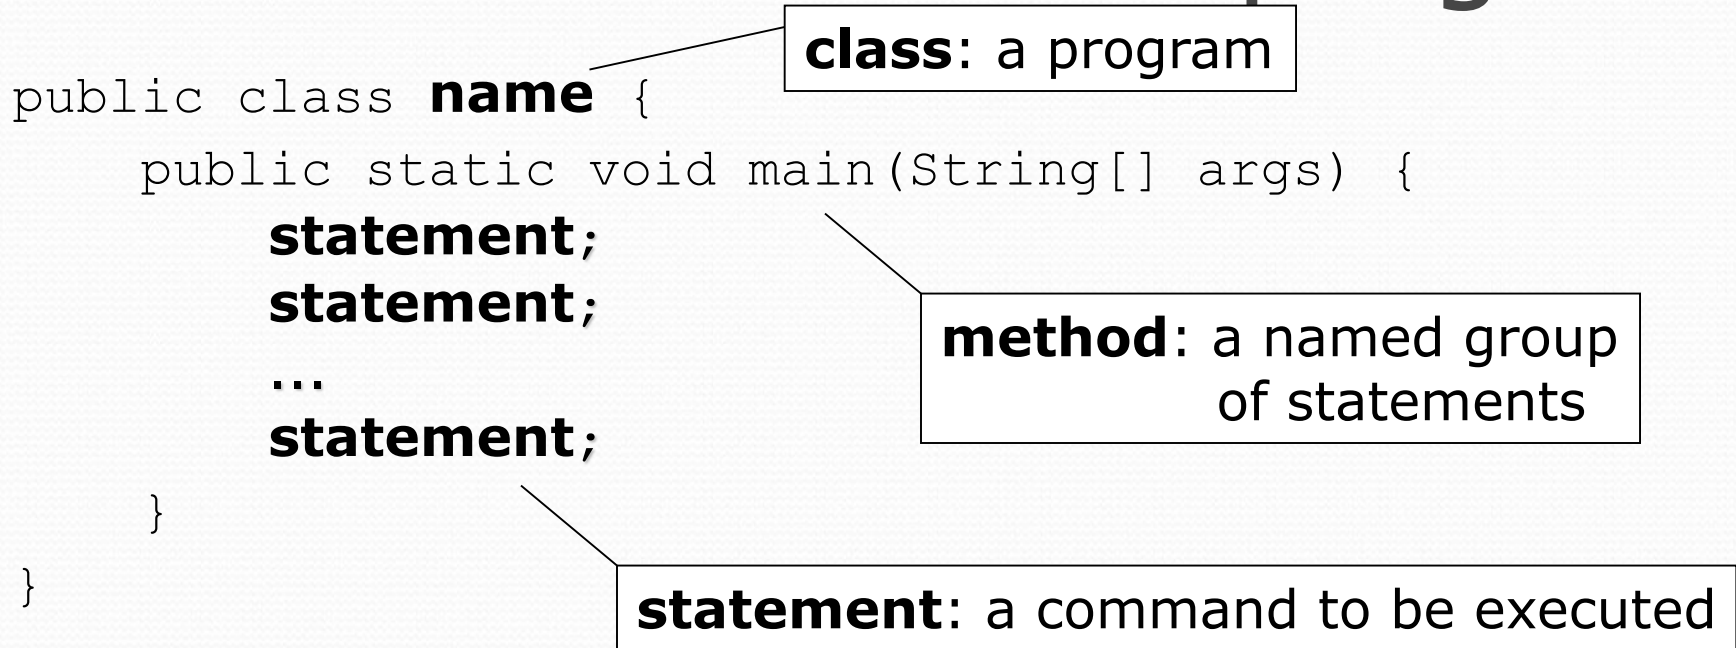 class: a program
public class name {
public static void main(String[] args) {
statement;
statement;
method: a named group
of statements
...
statement;
}
}
statement: a command to be executed